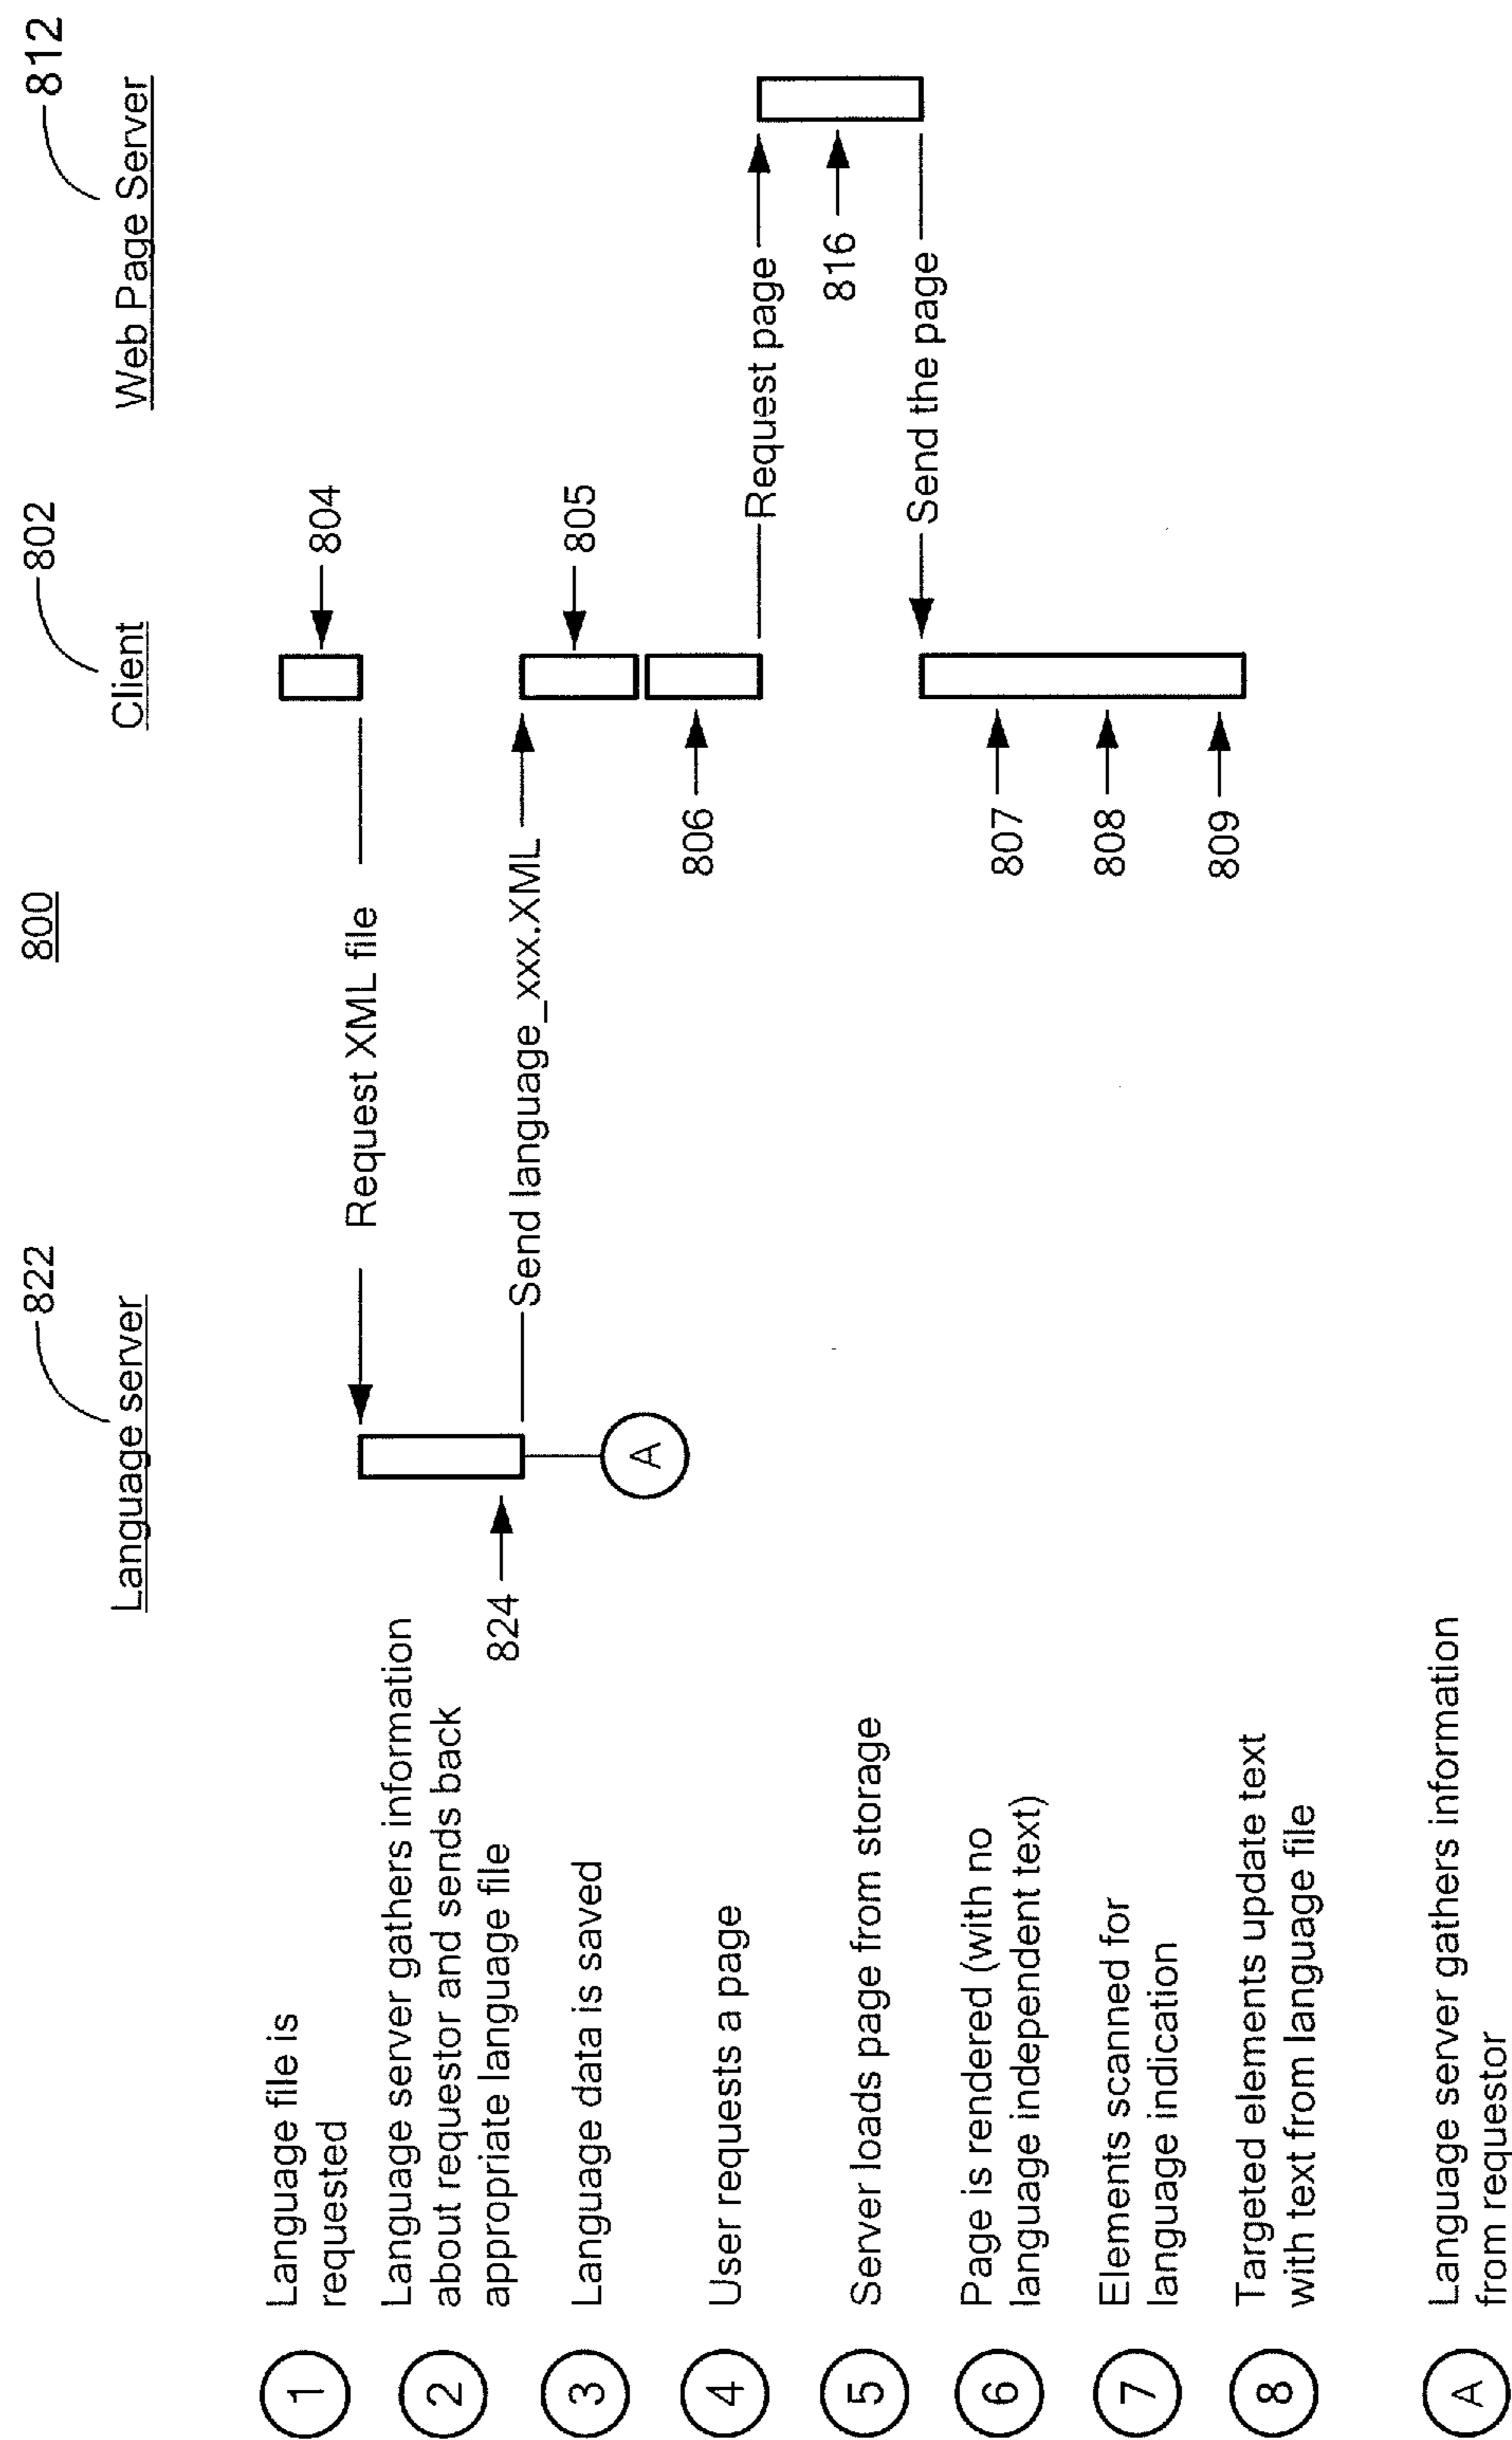 800
822
802
812
Language server
Client
Web Page Server
1
Language file is
requested
804
Request XML file
2
Language server gathers information
about requestor and sends back
appropriate language file
824
Send language_xxx.XML
A
3
Language data is saved
805
4
User requests a page
806
Request page
5
Server loads page from storage
816
Send the page
6
Page is rendered (with no
language independent text)
807
7
Elements scanned for
language indication
808
8
Targeted elements update text
with text from language file
809
A
Language server gathers information
from requestor